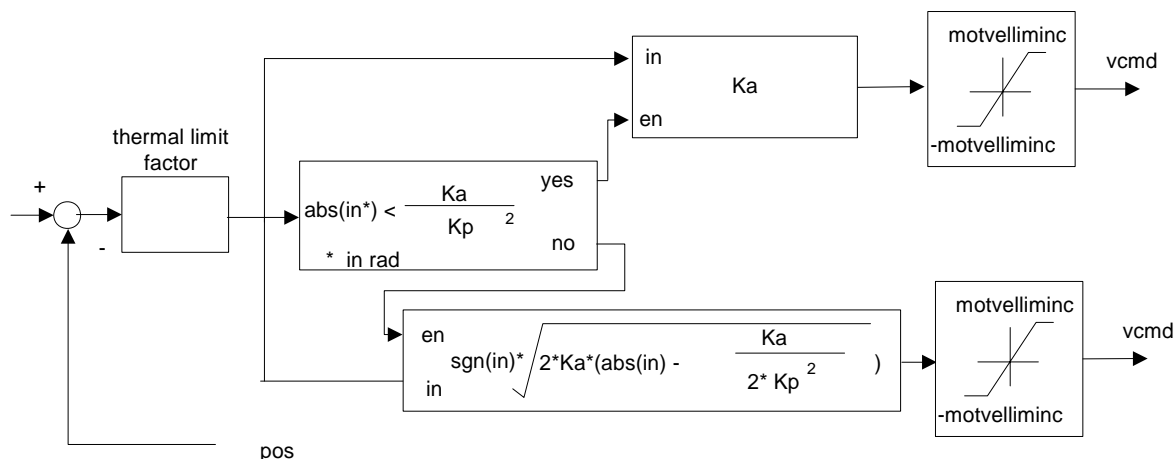 motvelliminc
vcmd
-motvelliminc
in
Ka
en
thermal limit
factor
+
-
yes
abs(in*) < Ka
Kp 2
no
* in rad
en
sgn(in)* 2*Ka*(abs(in) - Ka )
2* Kp 2
in
motvelliminc
vcmd
-motvelliminc
pos